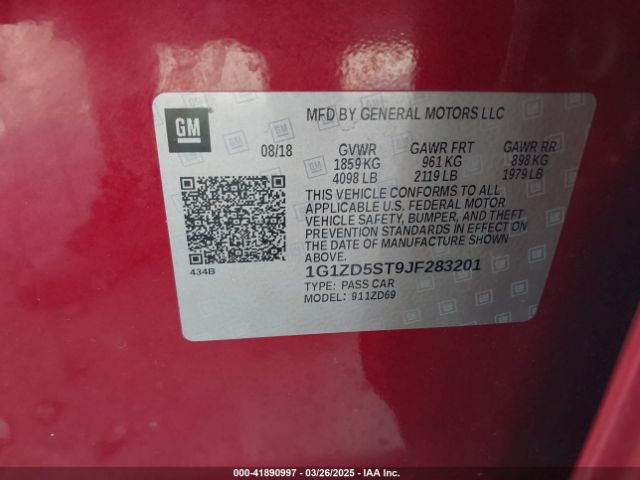 GM
MFD BY GENERAL MOTORS LLC
08/18 GVWR GAWR FRT GAWR RR
1859 KG 961 KG 898 KG
4098 LB 2119 LB 1979 LB
THIS VEHICLE CONFORMS TO ALL
APPLICABLE U.S. FEDERAL MOTOR
VEHICLE SAFETY, BUMPER, AND THEFT
PREVENTION STANDARDS IN EFFECT ON
THE DATE OF MANUFACTURE SHOWN
ABOVE.
434B
1G1ZD5ST9JF283201
TYPE: PASS CAR
MODEL: 911ZD69
000-41890997 - 03/26/2025 - IAA Inc.